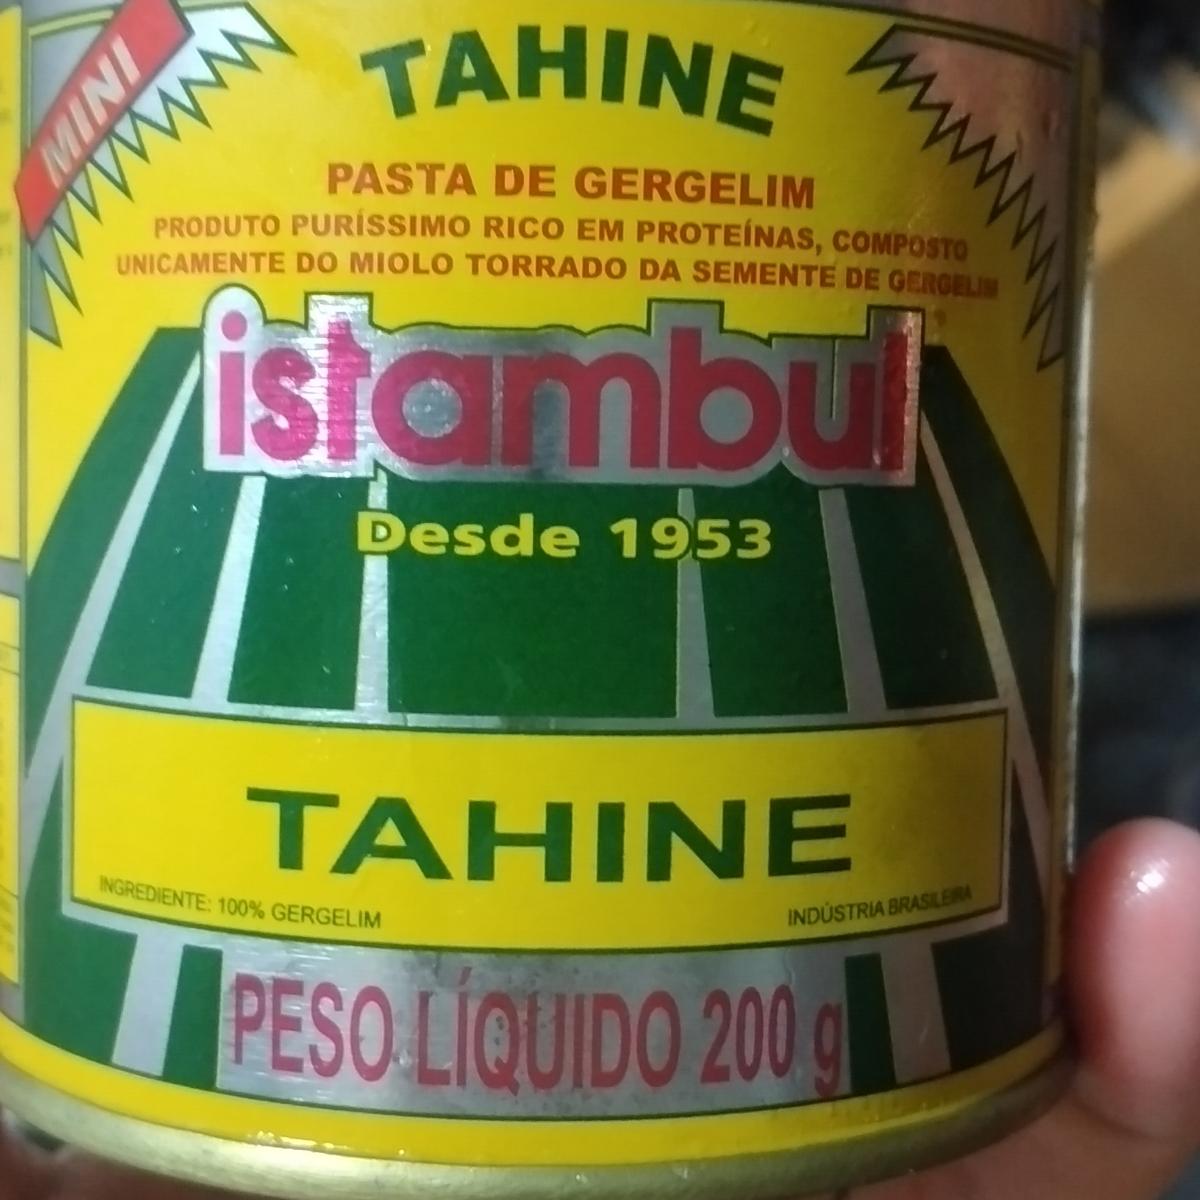 MINI
TAHINE
PASTA DE GERGELIM
PRODUTO PURÍSSIMO RICO EM PROTEÍNAS, COMPOSTO
UNICAMENTE DO MIOLO TORRADO DA SEMENTE DE GERGELIM
istambul
Desde 1953
TAHINE
INGREDIENTE: 100% GERGELIM
INDÚSTRIA BRASILEIRA
PESO LÍQUIDO 200 g